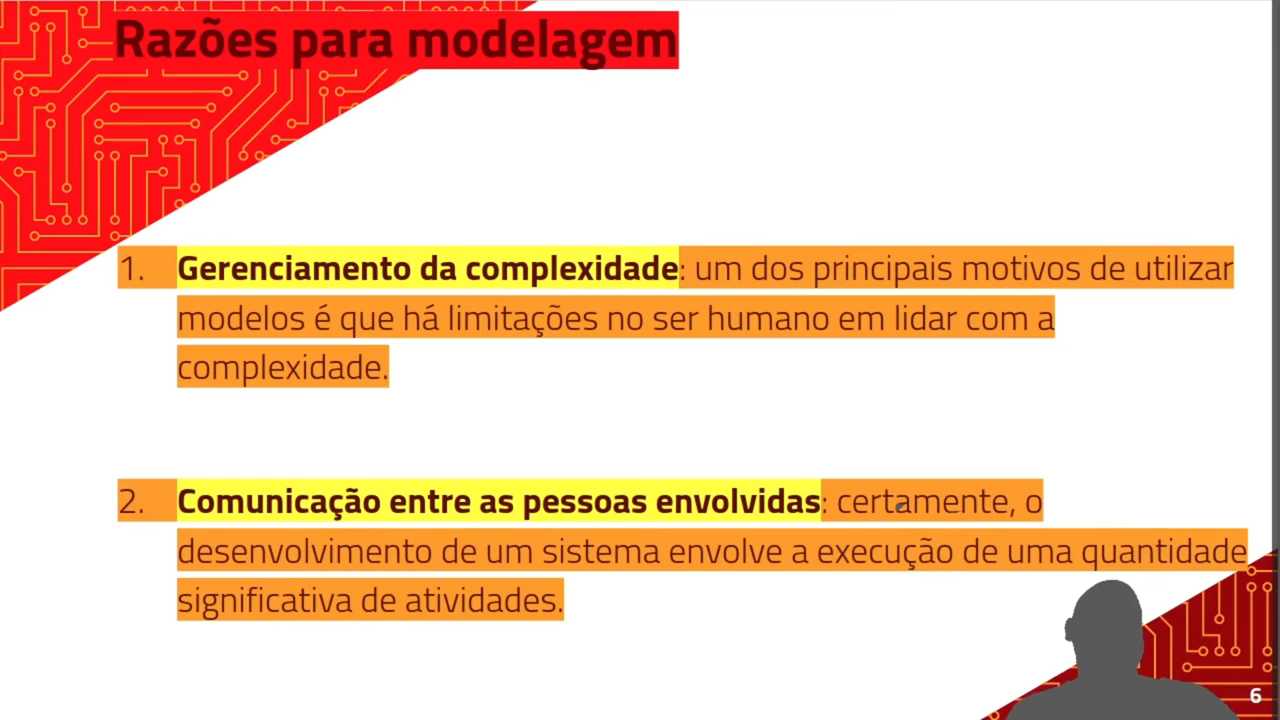 Razões para modelagem
1. Gerenciamento da complexidade: um dos principais motivos de utilizar
modelos é que há limitações no ser humano em lidar com a
complexidade.
2. Comunicação entre as pessoas envolvidas: certamente, o
desenvolvimento de um sistema envolve a execução de uma quantidade
significativa de atividades.
6